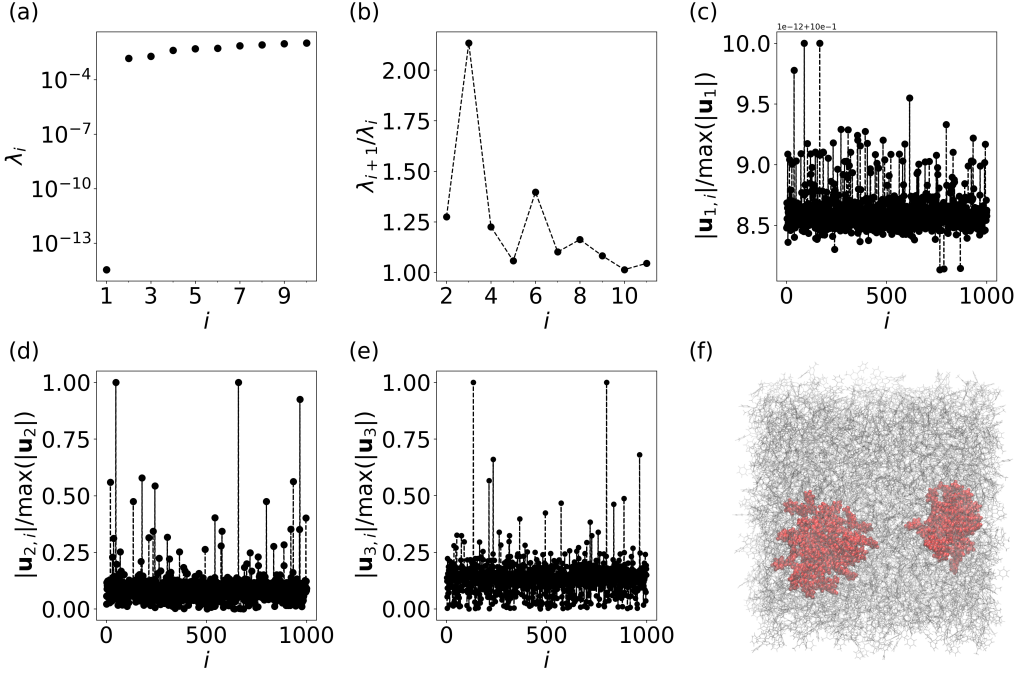 (a)
λ_i
10^−4
10^−7
10^−10
10^−13
1 3 5 7 9
i
(b)
λ_{i+1}/λ_i
2.00
1.75
1.50
1.25
1.00
2 4 6 8 10
i
(c)
1e−12+10e−1
|u_{1,i}|/max(|u_1|)
10.0
9.5
9.0
8.5
0 500 1000
i
(d)
|u_{2,i}|/max(|u_2|)
1.00
0.75
0.50
0.25
0.00
0 500 1000
i
(e)
|u_{3,i}|/max(|u_3|)
1.00
0.75
0.50
0.25
0.00
0 500 1000
i
(f)